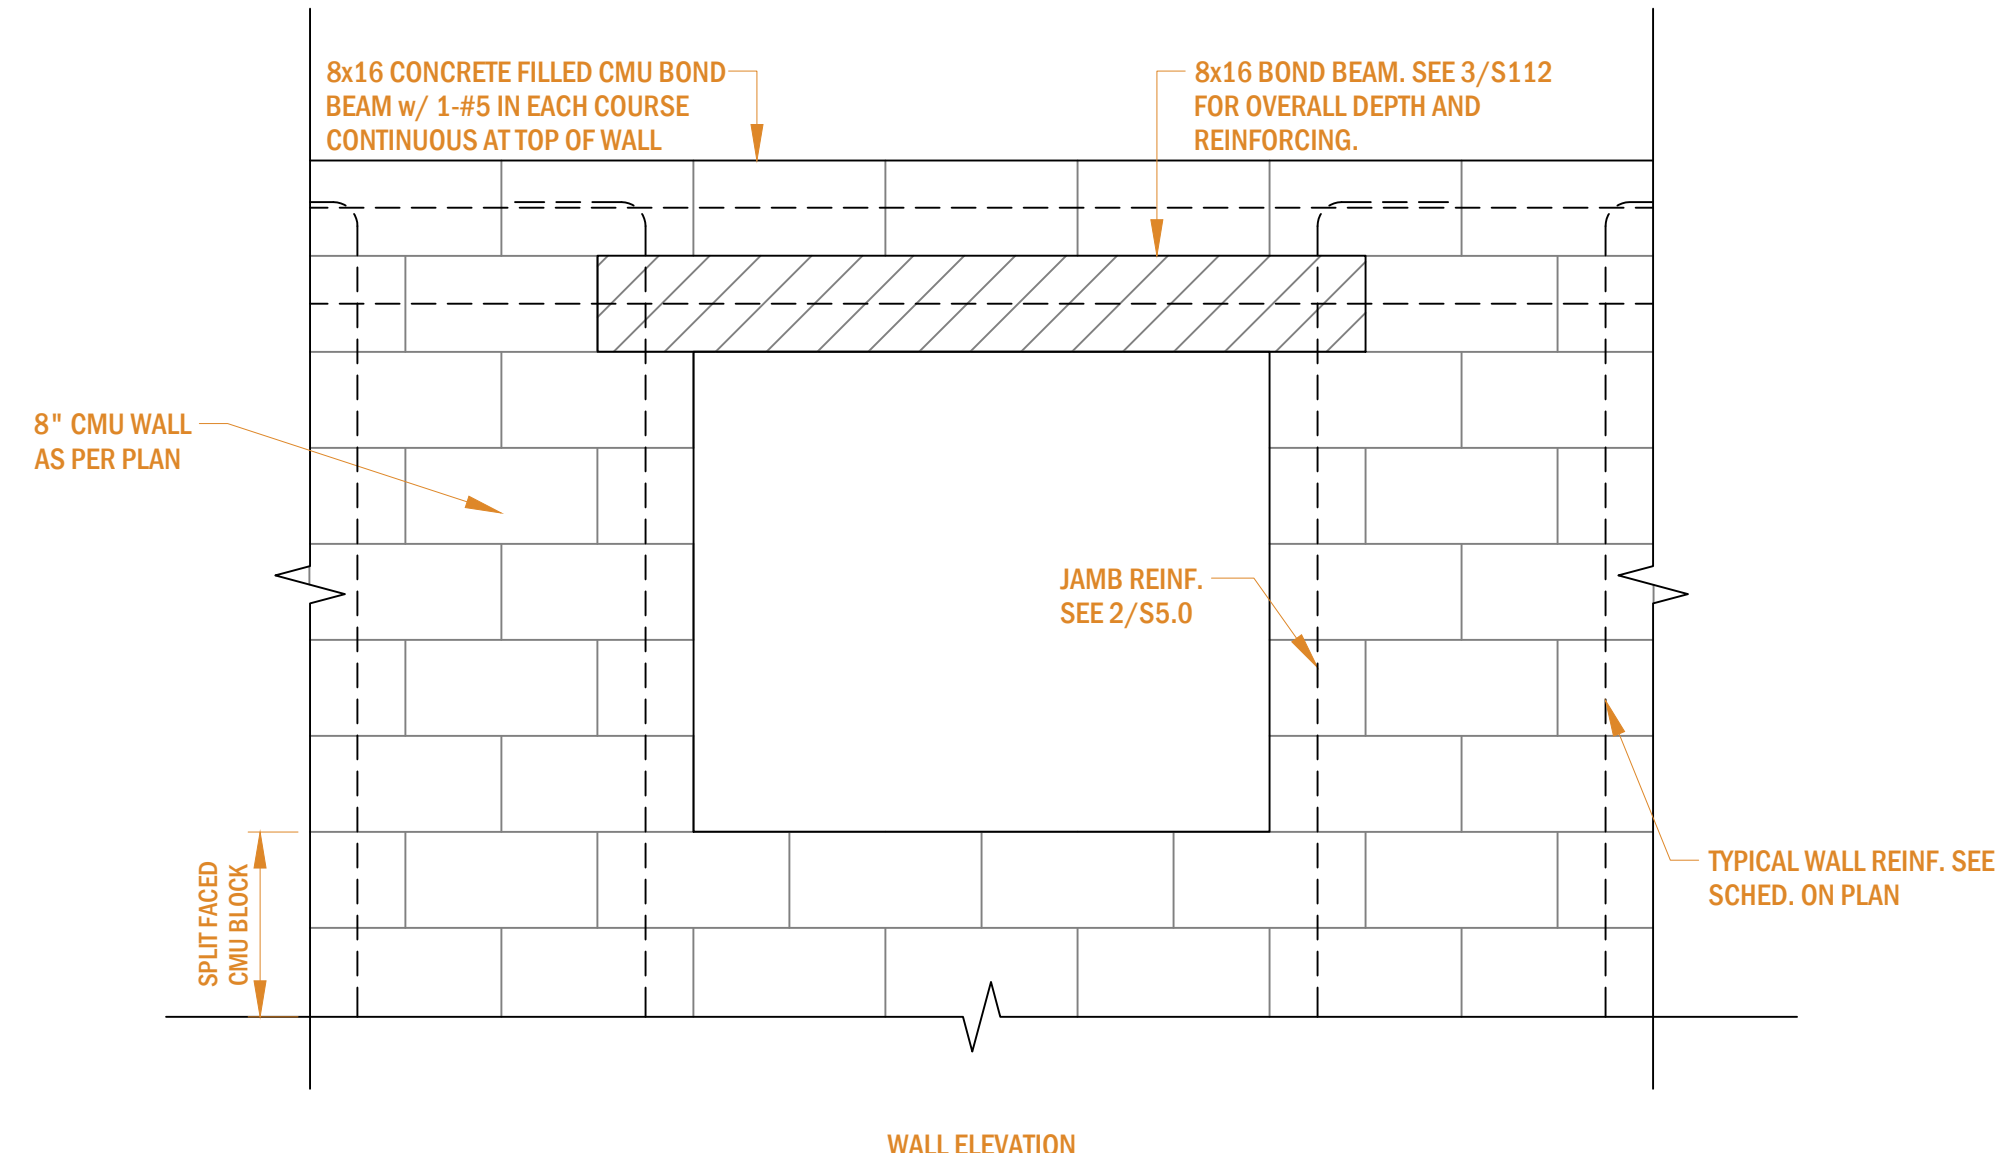 8x16 CONCRETE FILLED CMU BOND
BEAM w/ 1-#5 IN EACH COURSE
CONTINUOUS AT TOP OF WALL
8x16 BOND BEAM. SEE 3/S112
FOR OVERALL DEPTH AND
REINFORCING.
8" CMU WALL
AS PER PLAN
JAMB REINF.
SEE 2/S5.0
SPLIT FACED
CMU BLOCK
TYPICAL WALL REINF. SEE
SCHED. ON PLAN
WALL ELEVATION